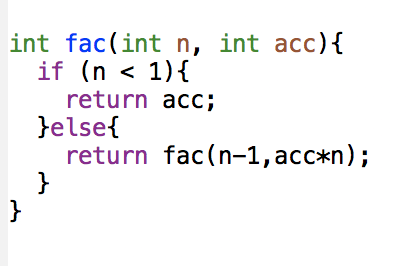 int fac(int n, int acc){
  if (n < 1){
    return acc;
  }else{
    return fac(n-1,acc*n);
  }
}